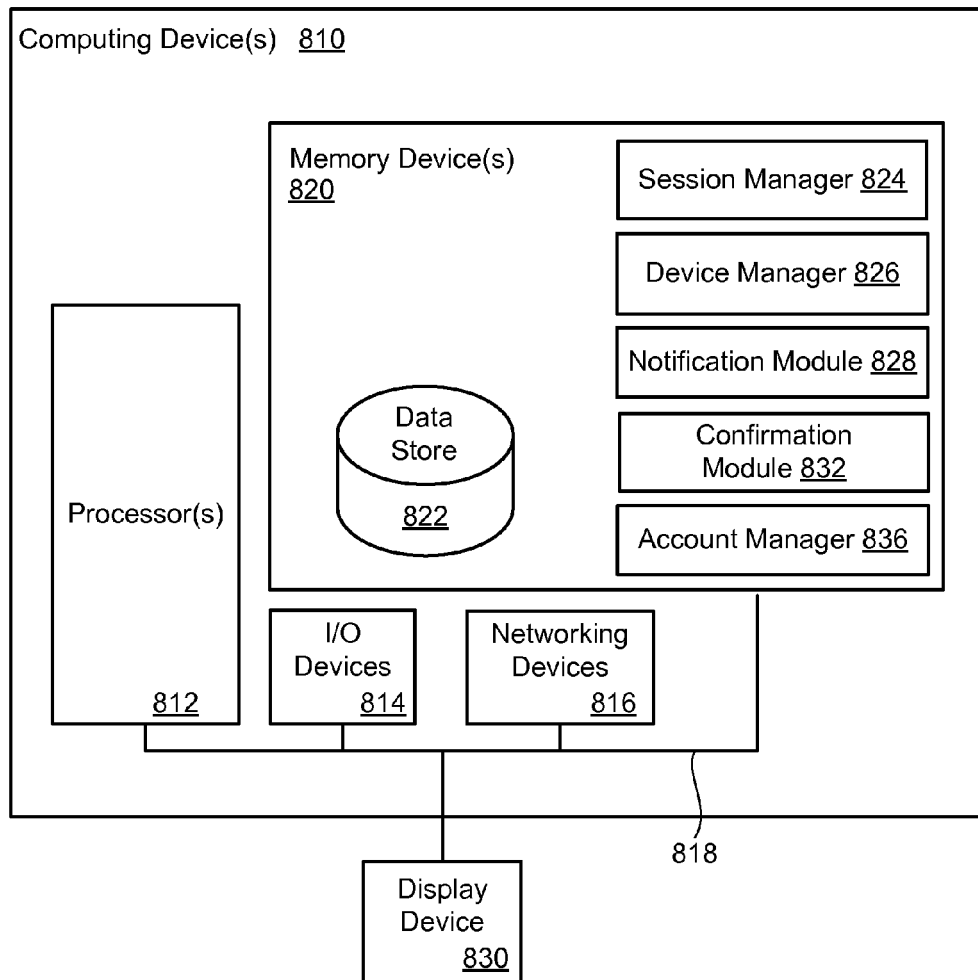 Computing Device(s) 810
Memory Device(s)
820
Session Manager 824
Device Manager 826
Notification Module 828
Confirmation
Module 832
Account Manager 836
Data
Store
822
Processor(s)
812
I/O
Devices
814
Networking
Devices
816
818
Display
Device
830